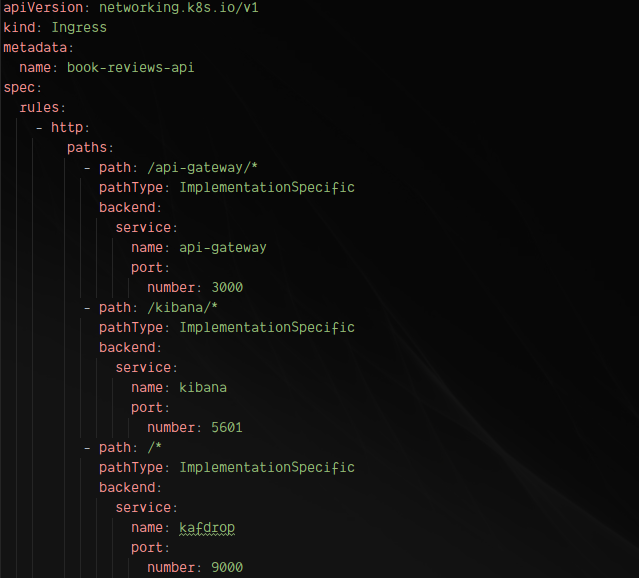 apiVersion: networking.k8s.io/v1
kind: Ingress
metadata:
  name: book-reviews-api
spec:
  rules:
    - http:
        paths:
          - path: /api-gateway/*
            pathType: ImplementationSpecific
            backend:
              service:
                name: api-gateway
                port:
                  number: 3000
          - path: /kibana/*
            pathType: ImplementationSpecific
            backend:
              service:
                name: kibana
                port:
                  number: 5601
          - path: /*
            pathType: ImplementationSpecific
            backend:
              service:
                name: kafdrop
                port:
                  number: 9000